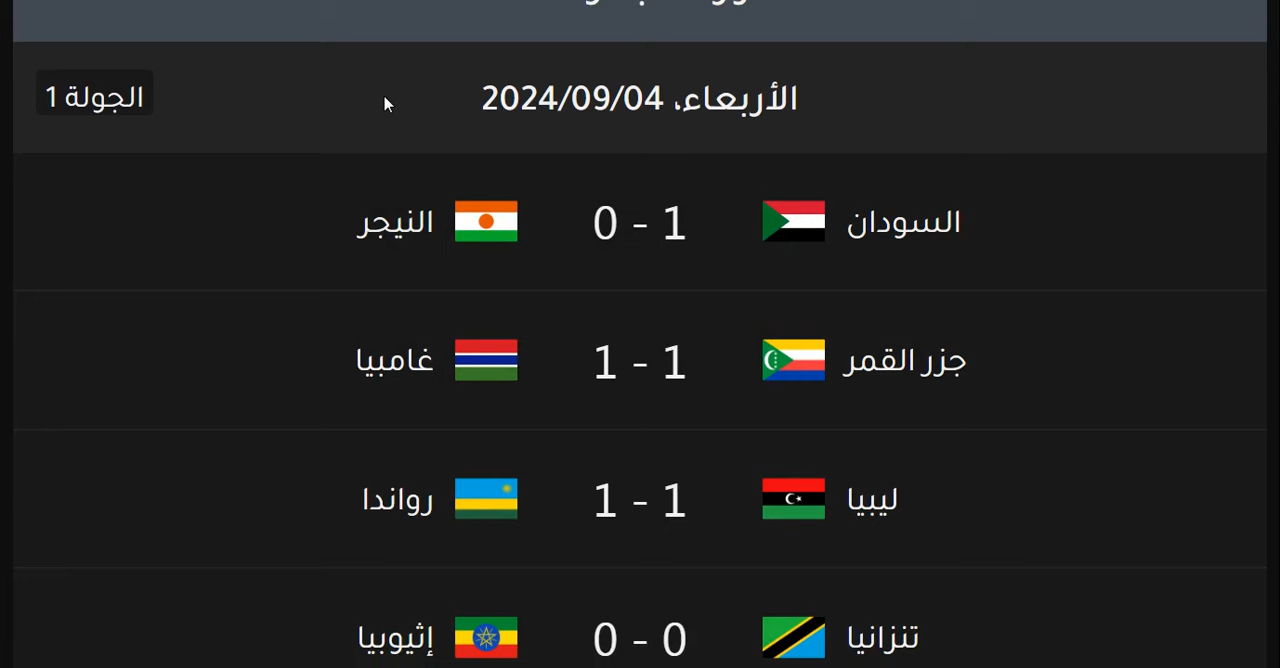 الأربعاء، 2024/09/04
الجولة 1
السودان 1 - 0 النيجر
جزر القمر 1 - 1 غامبيا
ليبيا 1 - 1 رواندا
تنزانيا 0 - 0 إثيوبيا